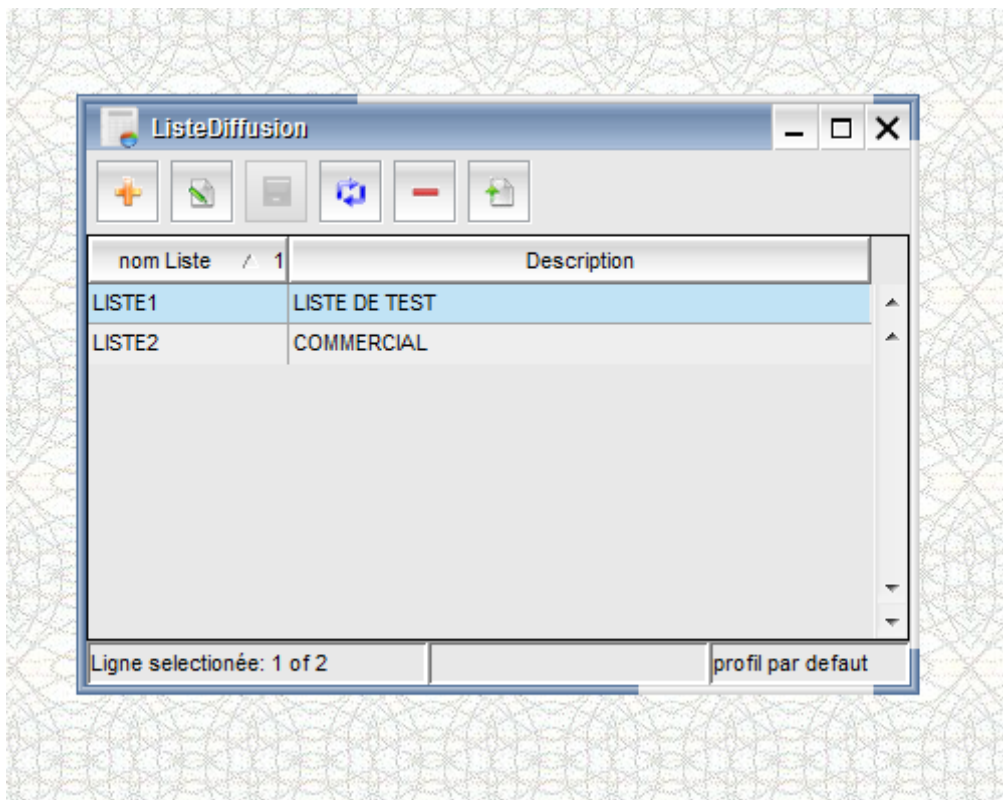 ListeDiffusion
nom Liste 1 Description
LISTE1 LISTE DE TEST
LISTE2 COMMERCIAL
Ligne selectionée: 1 of 2 profil par defaut